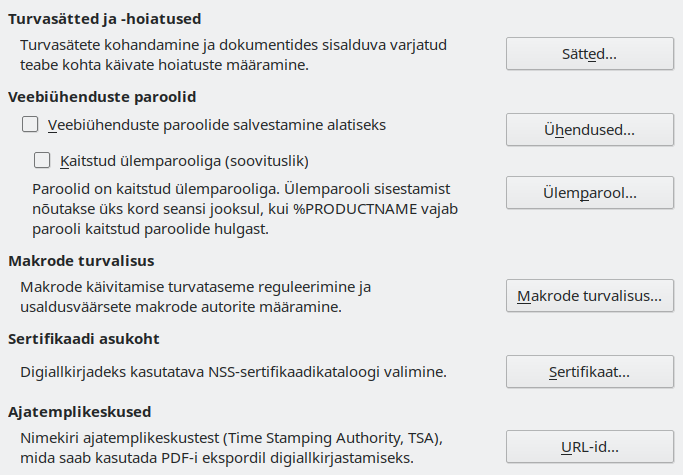 Turvasätted ja -hoiatused
Turvasätete kohandamine ja dokumentides sisalduva varjatud
teabe kohta käivate hoiatuste määramine.
Sätted...
Veebiühenduste paroolid
Veebiühenduste paroolide salvestamine alatiseks
Ühendused...
Kaitstud ülemparooliga (soovituslik)
Paroolid on kaitstud ülemparooliga. Ülemparooli sisestamist
nõutakse üks kord seansi jooksul, kui %PRODUCTNAME vajab
parooli kaitstud paroolide hulgast.
Ülemparool...
Makrode turvalisus
Makrode käivitamise turvataseme reguleerimine ja
usaldusväärsete makrode autorite määramine.
Makrode turvalisus...
Sertifikaadi asukoht
Digiallkirjadeks kasutatava NSS-sertifikaadikataloogi valimine.
Sertifikaat...
Ajatemplikeskused
Nimekiri ajatemplikeskustest (Time Stamping Authority, TSA),
mida saab kasutada PDF-i ekspordil digiallkirjastamiseks.
URL-id...